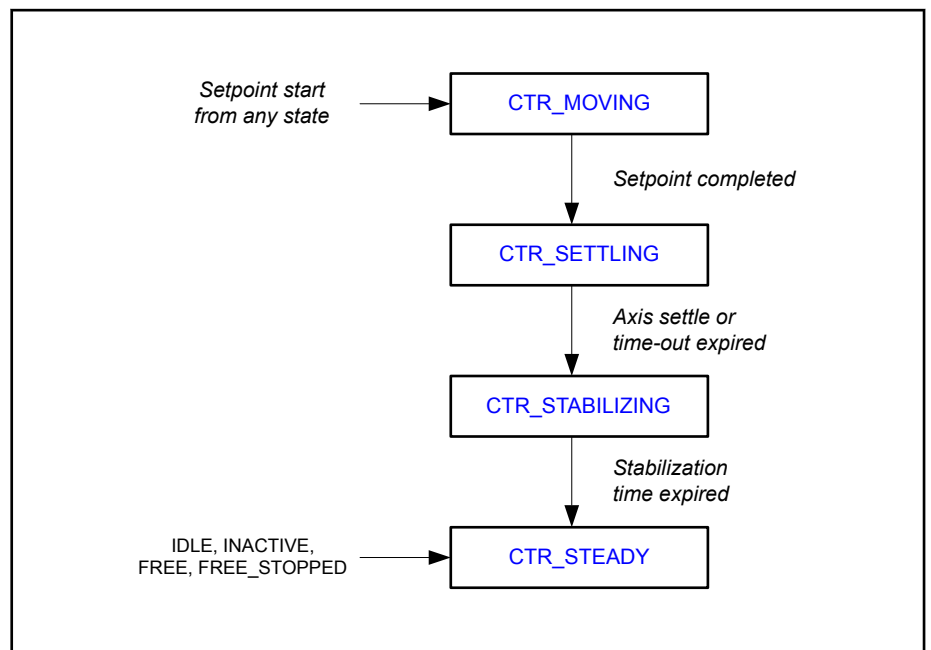 Setpoint start
from any state
CTR_MOVING
Setpoint completed
CTR_SETTLING
Axis settle or
time-out expired
CTR_STABILIZING
Stabilization
time expired
IDLE, INACTIVE,
FREE, FREE_STOPPED
CTR_STEADY